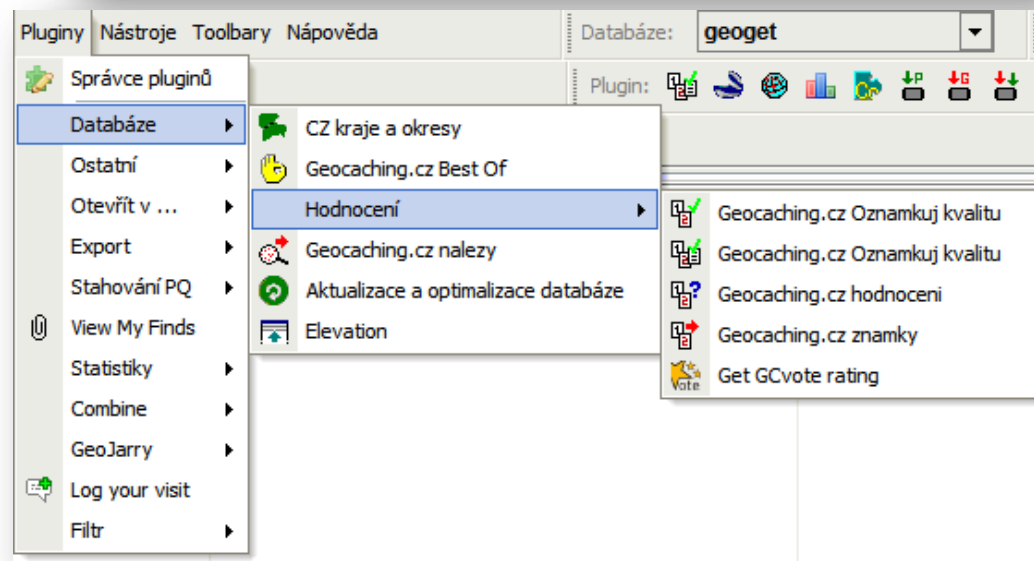 Pluginy Nástroje Toolbary Nápověda
Databáze: geoget
Plugin:
Správce pluginů
Databáze
Ostatní
Otevřít v ...
Export
Stahování PQ
View My Finds
Statistiky
Combine
GeoJarry
Log your visit
Filtr
CZ kraje a okresy
Geocaching.cz Best Of
Hodnocení
Geocaching.cz nalezy
Aktualizace a optimalizace databáze
Elevation
Geocaching.cz Oznamkuj kvalitu
Geocaching.cz Oznamkuj kvalitu
Geocaching.cz hodnoceni
Geocaching.cz znamky
Vote
Get GCvote rating